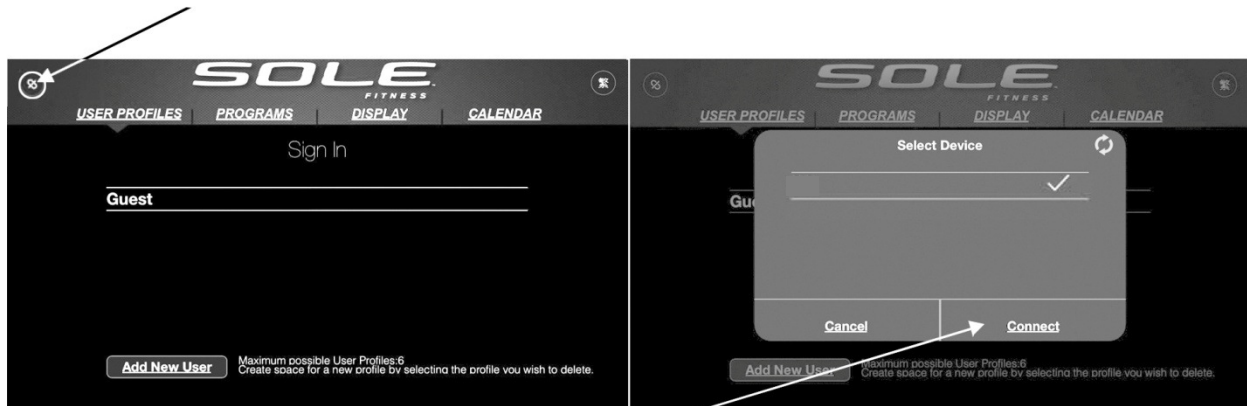 SOLE
FITNESS
USER PROFILES PROGRAMS DISPLAY CALENDAR
Sign In
Guest
Add New User
Maximum possible User Profiles:6
Create space for a new profile by selecting the profile you wish to delete.
繁
SOLE
FITNESS
USER PROFILES PROGRAMS DISPLAY CALENDAR
Select Device
Gu
Cancel Connect
Add New User
Maximum possible User Profiles:6
Create space for a new profile by selecting the profile you wish to delete.
繁